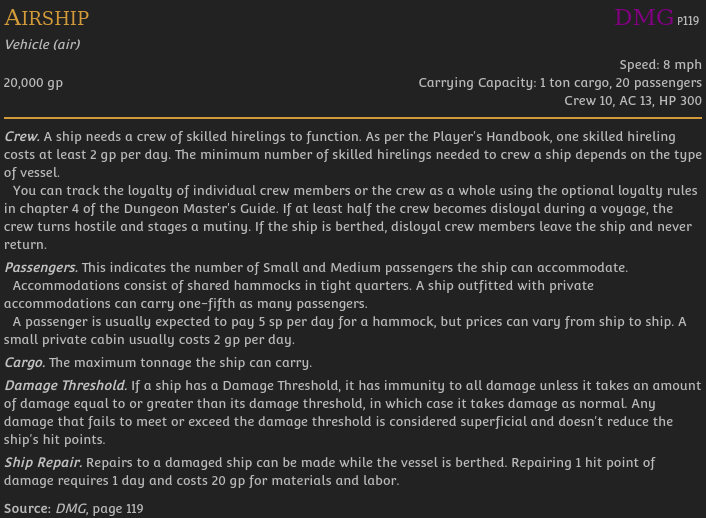 AIRSHIP DMG P119
Vehicle (air)
Speed: 8 mph
20,000 gp Carrying Capacity: 1 ton cargo, 20 passengers
Crew 10, AC 13, HP 300
Crew. A ship needs a crew of skilled hirelings to function. As per the Player's Handbook, one skilled hireling
costs at least 2 gp per day. The minimum number of skilled hirelings needed to crew a ship depends on the type
of vessel.
You can track the loyalty of individual crew members or the crew as a whole using the optional loyalty rules
in chapter 4 of the Dungeon Master's Guide. If at least half the crew becomes disloyal during a voyage, the
crew turns hostile and stages a mutiny. If the ship is berthed, disloyal crew members leave the ship and never
return.
Passengers. This indicates the number of Small and Medium passengers the ship can accommodate.
Accommodations consist of shared hammocks in tight quarters. A ship outfitted with private
accommodations can carry one-fifth as many passengers.
A passenger is usually expected to pay 5 sp per day for a hammock, but prices can vary from ship to ship. A
small private cabin usually costs 2 gp per day.
Cargo. The maximum tonnage the ship can carry.
Damage Threshold. If a ship has a Damage Threshold, it has immunity to all damage unless it takes an amount
of damage equal to or greater than its damage threshold, in which case it takes damage as normal. Any
damage that fails to meet or exceed the damage threshold is considered superficial and doesn't reduce the
ship's hit points.
Ship Repair. Repairs to a damaged ship can be made while the vessel is berthed. Repairing 1 hit point of
damage requires 1 day and costs 20 gp for materials and labor.
Source: DMG, page 119